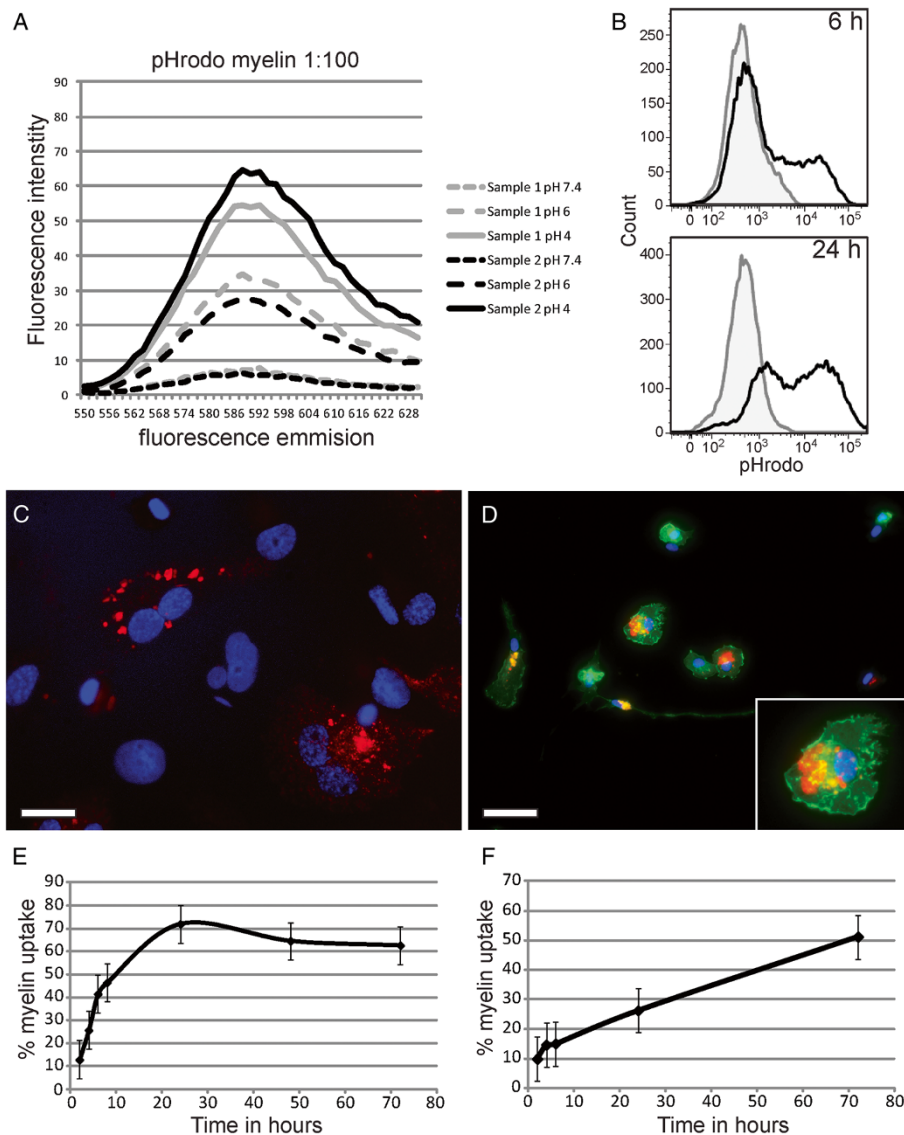 A
pHrodo myelin 1:100
Fluorescence intenstity
90
80
70
60
50
40
30
20
10
0
550 556 562 568 574 580 586 592 598 604 610 616 622 628
fluorescence emmision
Sample 1 pH 7.4
Sample 1 pH 6
Sample 1 pH 4
Sample 2 pH 7.4
Sample 2 pH 6
Sample 2 pH 4
B
6 h
Count
250
200
150
100
50
0
0 10² 10³ 10⁴ 10⁵
24 h
400
300
200
100
0
0 10² 10³ 10⁴ 10⁵
pHrodo
C
D
E
% myelin uptake
90
80
70
60
50
40
30
20
10
0
0 10 20 30 40 50 60 70 80
Time in hours
F
% myelin uptake
70
60
50
40
30
20
10
0
0 10 20 30 40 50 60 70 80
Time in hours